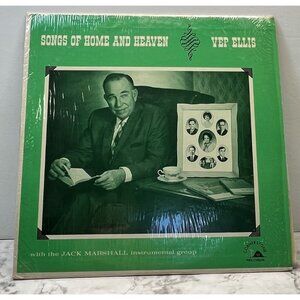 SONGS OF HOME AND HEAVEN
VEP ELLIS
with the JACK MARSHALL instrumental group